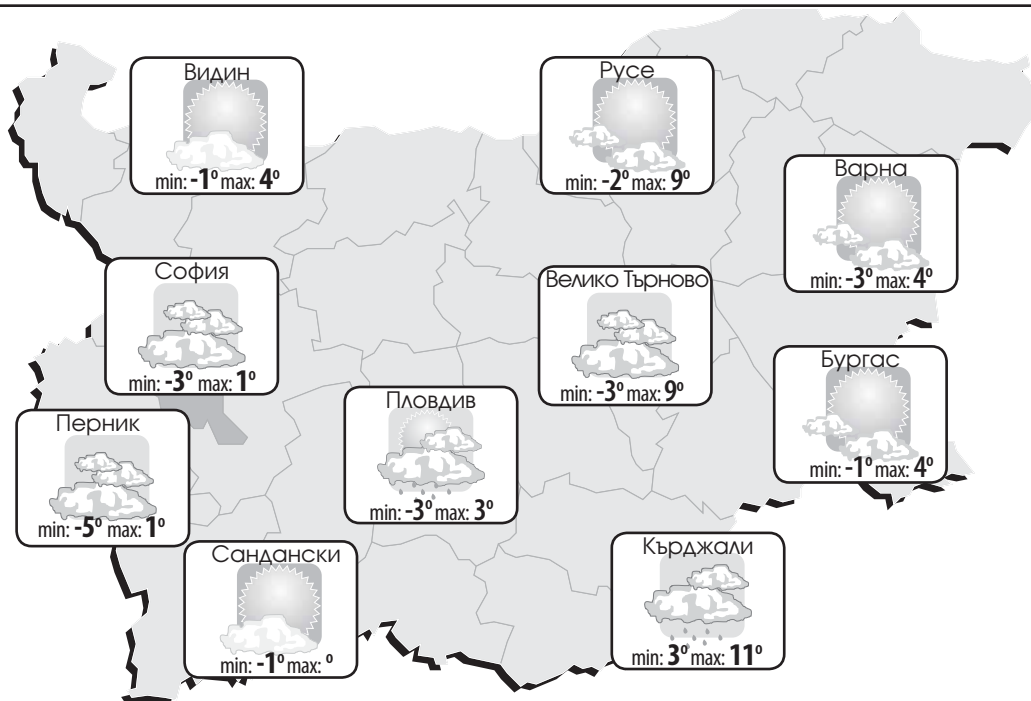 Видин
min: -1° max: 4°
Русе
min: -2° max: 9°
Варна
min: -3° max: 4°
София
min: -3° max: 1°
Велико Търново
min: -3° max: 9°
Бургас
min: -1° max: 4°
Пловдив
min: -3° max: 3°
Перник
min: -5° max: 1°
Сандански
min: -1° max: °
Кърджали
min: 3° max: 11°